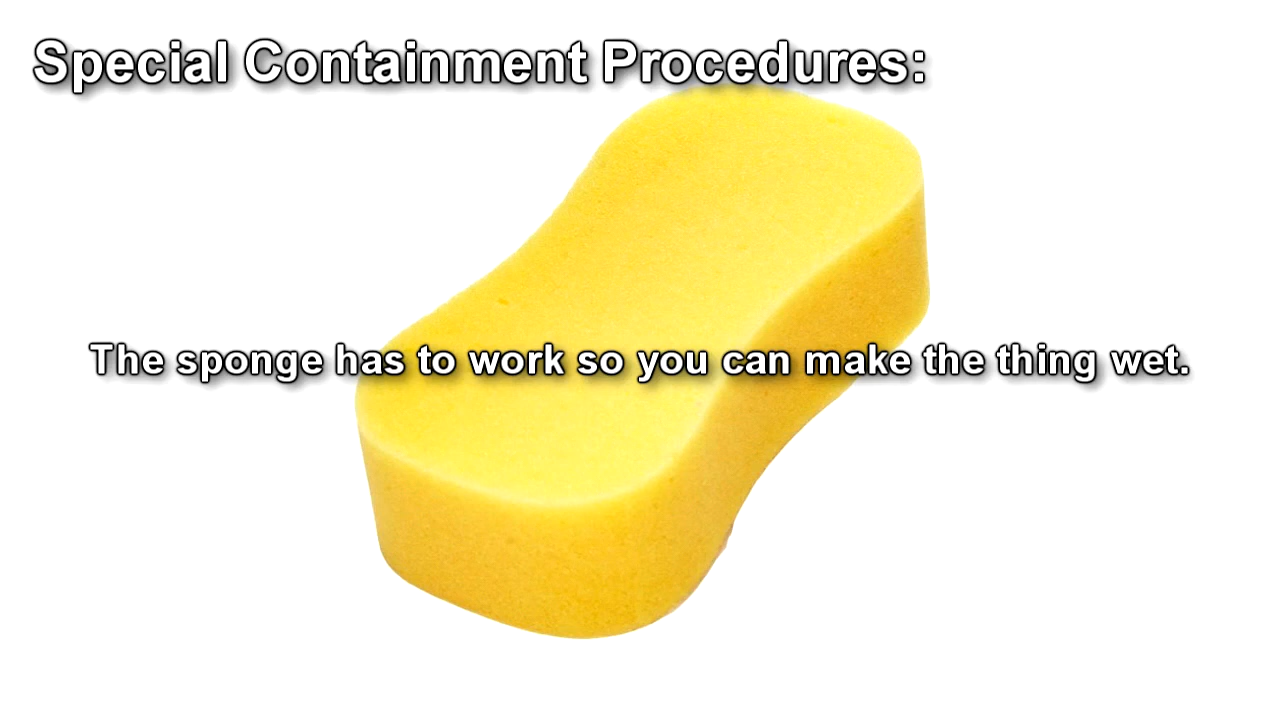 Special Containment Procedures:
The sponge has to work so you can make the thing wet.